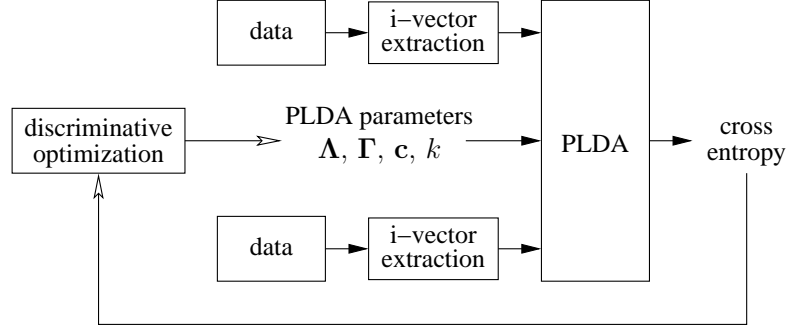 data
i–vector
extraction
PLDA parameters
Λ, Γ, c, k
discriminative
optimization
PLDA
cross
entropy
data
i–vector
extraction